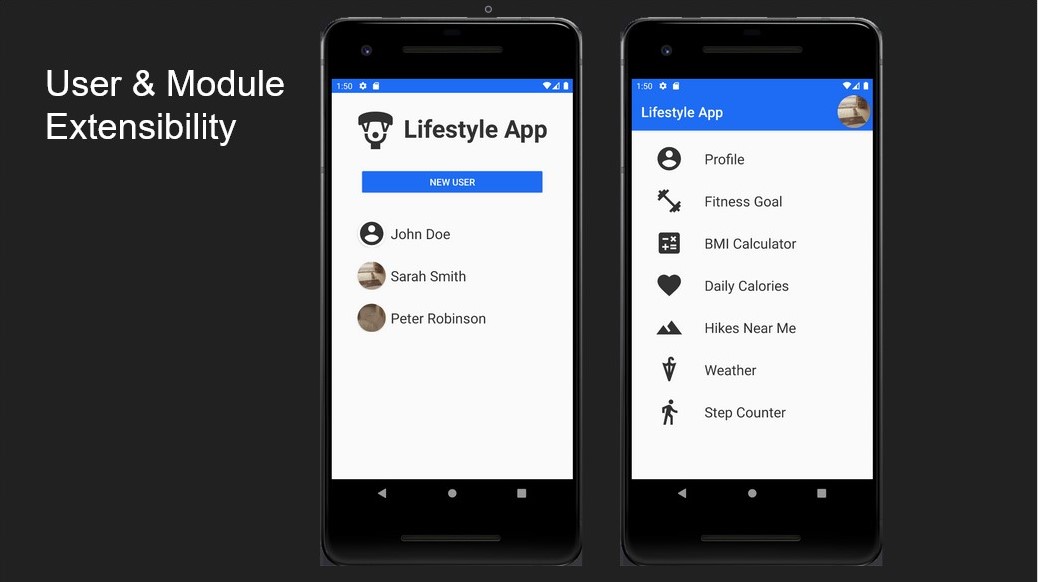 User & Module
Extensibility
1:50
Lifestyle App
NEW USER
John Doe
Sarah Smith
Peter Robinson
1:50
Lifestyle App
Profile
Fitness Goal
BMI Calculator
Daily Calories
Hikes Near Me
Weather
Step Counter